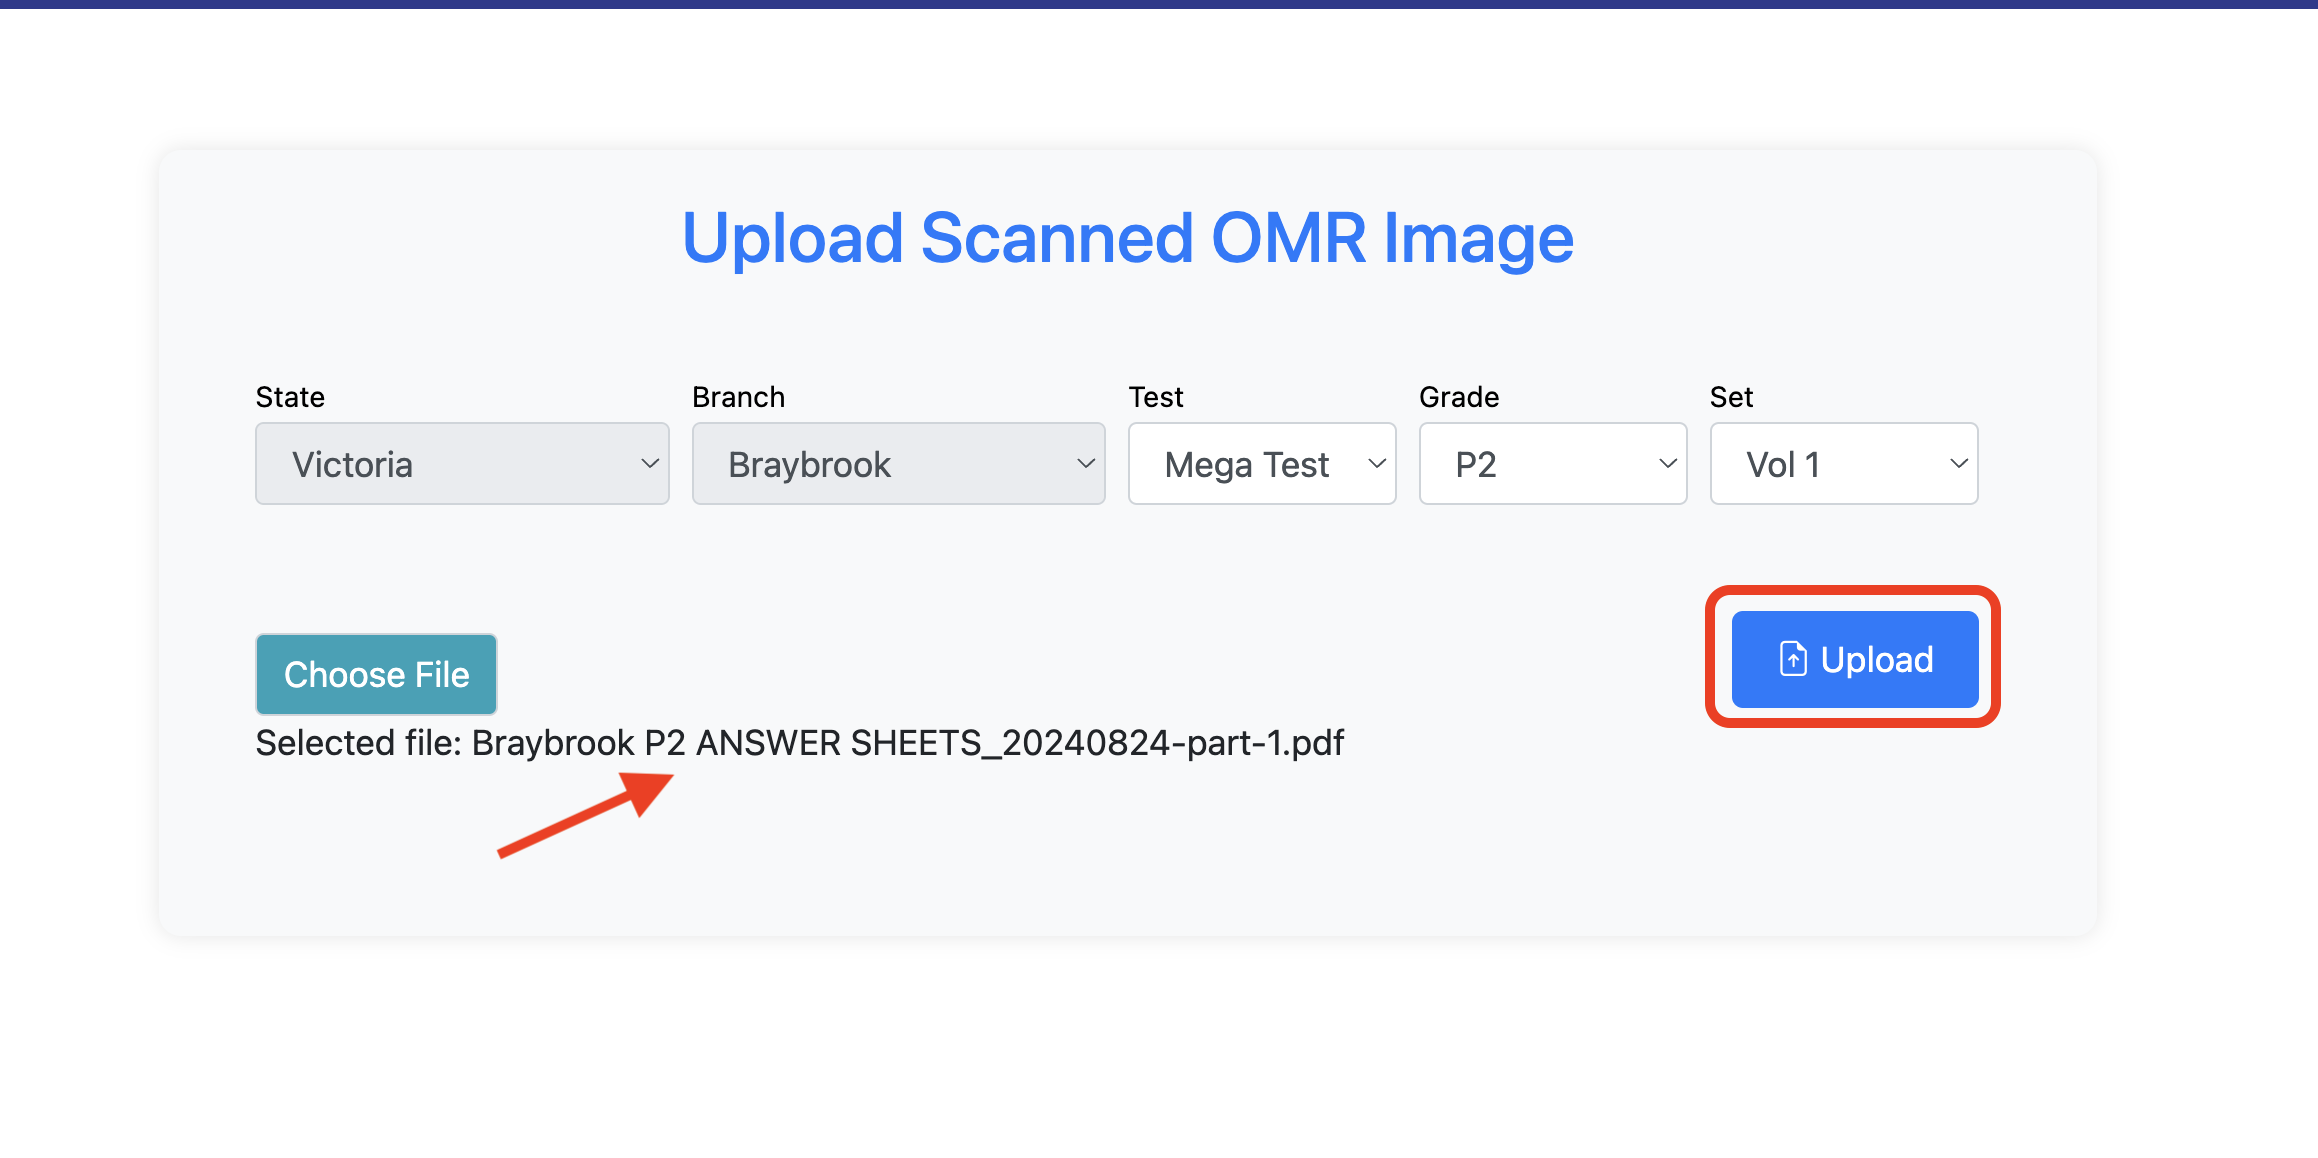 Upload Scanned OMR Image
State Branch Test Grade Set
Victoria Braybrook Mega Test P2 Vol 1
Choose File
Upload
Selected file: Braybrook P2 ANSWER SHEETS_20240824-part-1.pdf